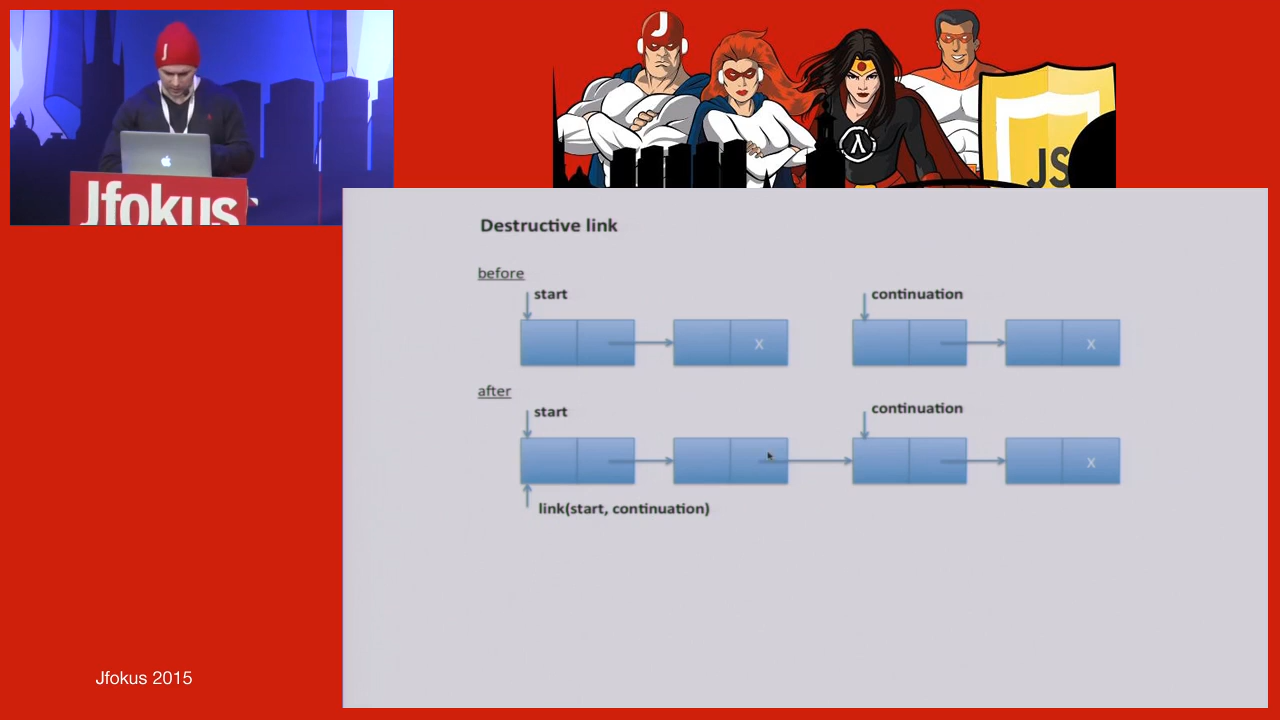 J
Jfokus
J
JS
Destructive link
before
start
continuation
X
X
after
start
continuation
X
link(start, continuation)
Jfokus 2015